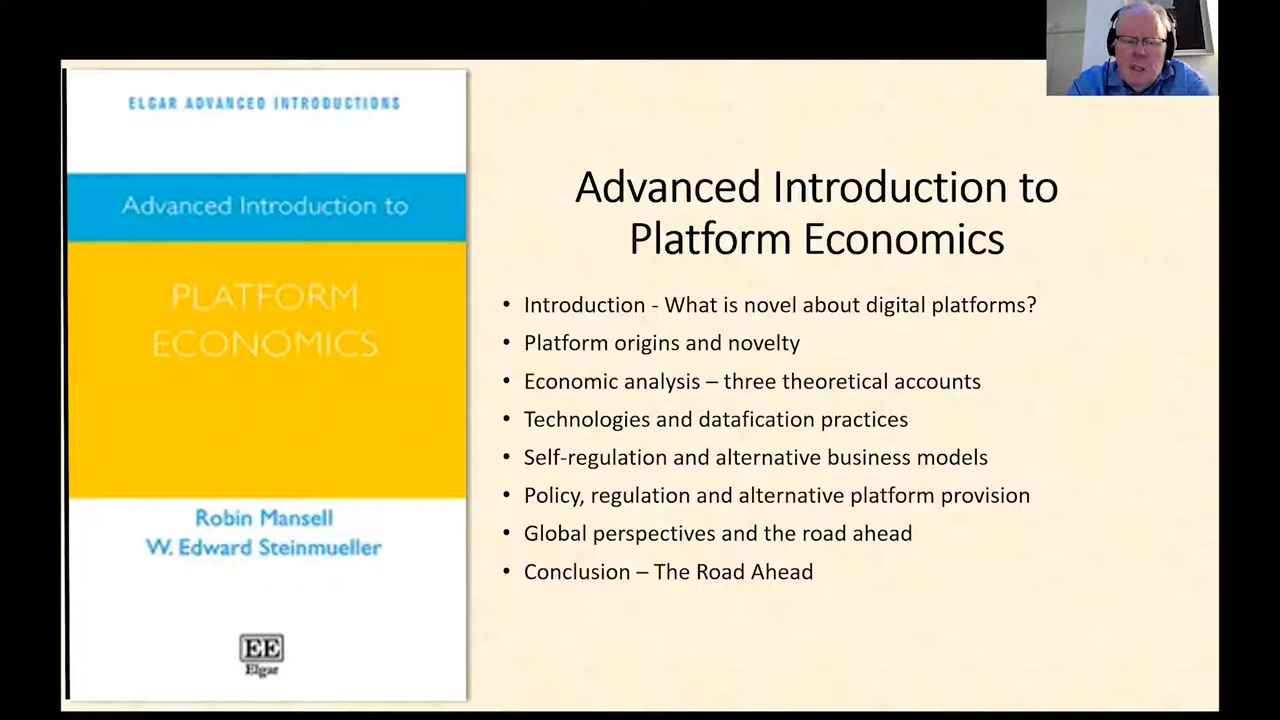 ELGAR ADVANCED INTRODUCTIONS
Advanced Introduction to
PLATFORM
ECONOMICS
Robin Mansell
W. Edward Steinmueller
EE
Elgar
Advanced Introduction to
Platform Economics
• Introduction - What is novel about digital platforms?
• Platform origins and novelty
• Economic analysis – three theoretical accounts
• Technologies and datafication practices
• Self-regulation and alternative business models
• Policy, regulation and alternative platform provision
• Global perspectives and the road ahead
• Conclusion – The Road Ahead